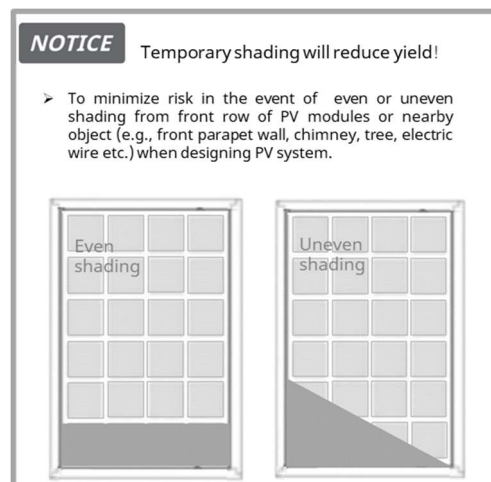 NOTICE Temporary shading will reduce yield!
➢ To minimize risk in the event of even or uneven
shading from front row of PV modules or nearby
object (e.g., front parapet wall, chimney, tree, electric
wire etc.) when designing PV system.
Even
shading
Uneven
shading